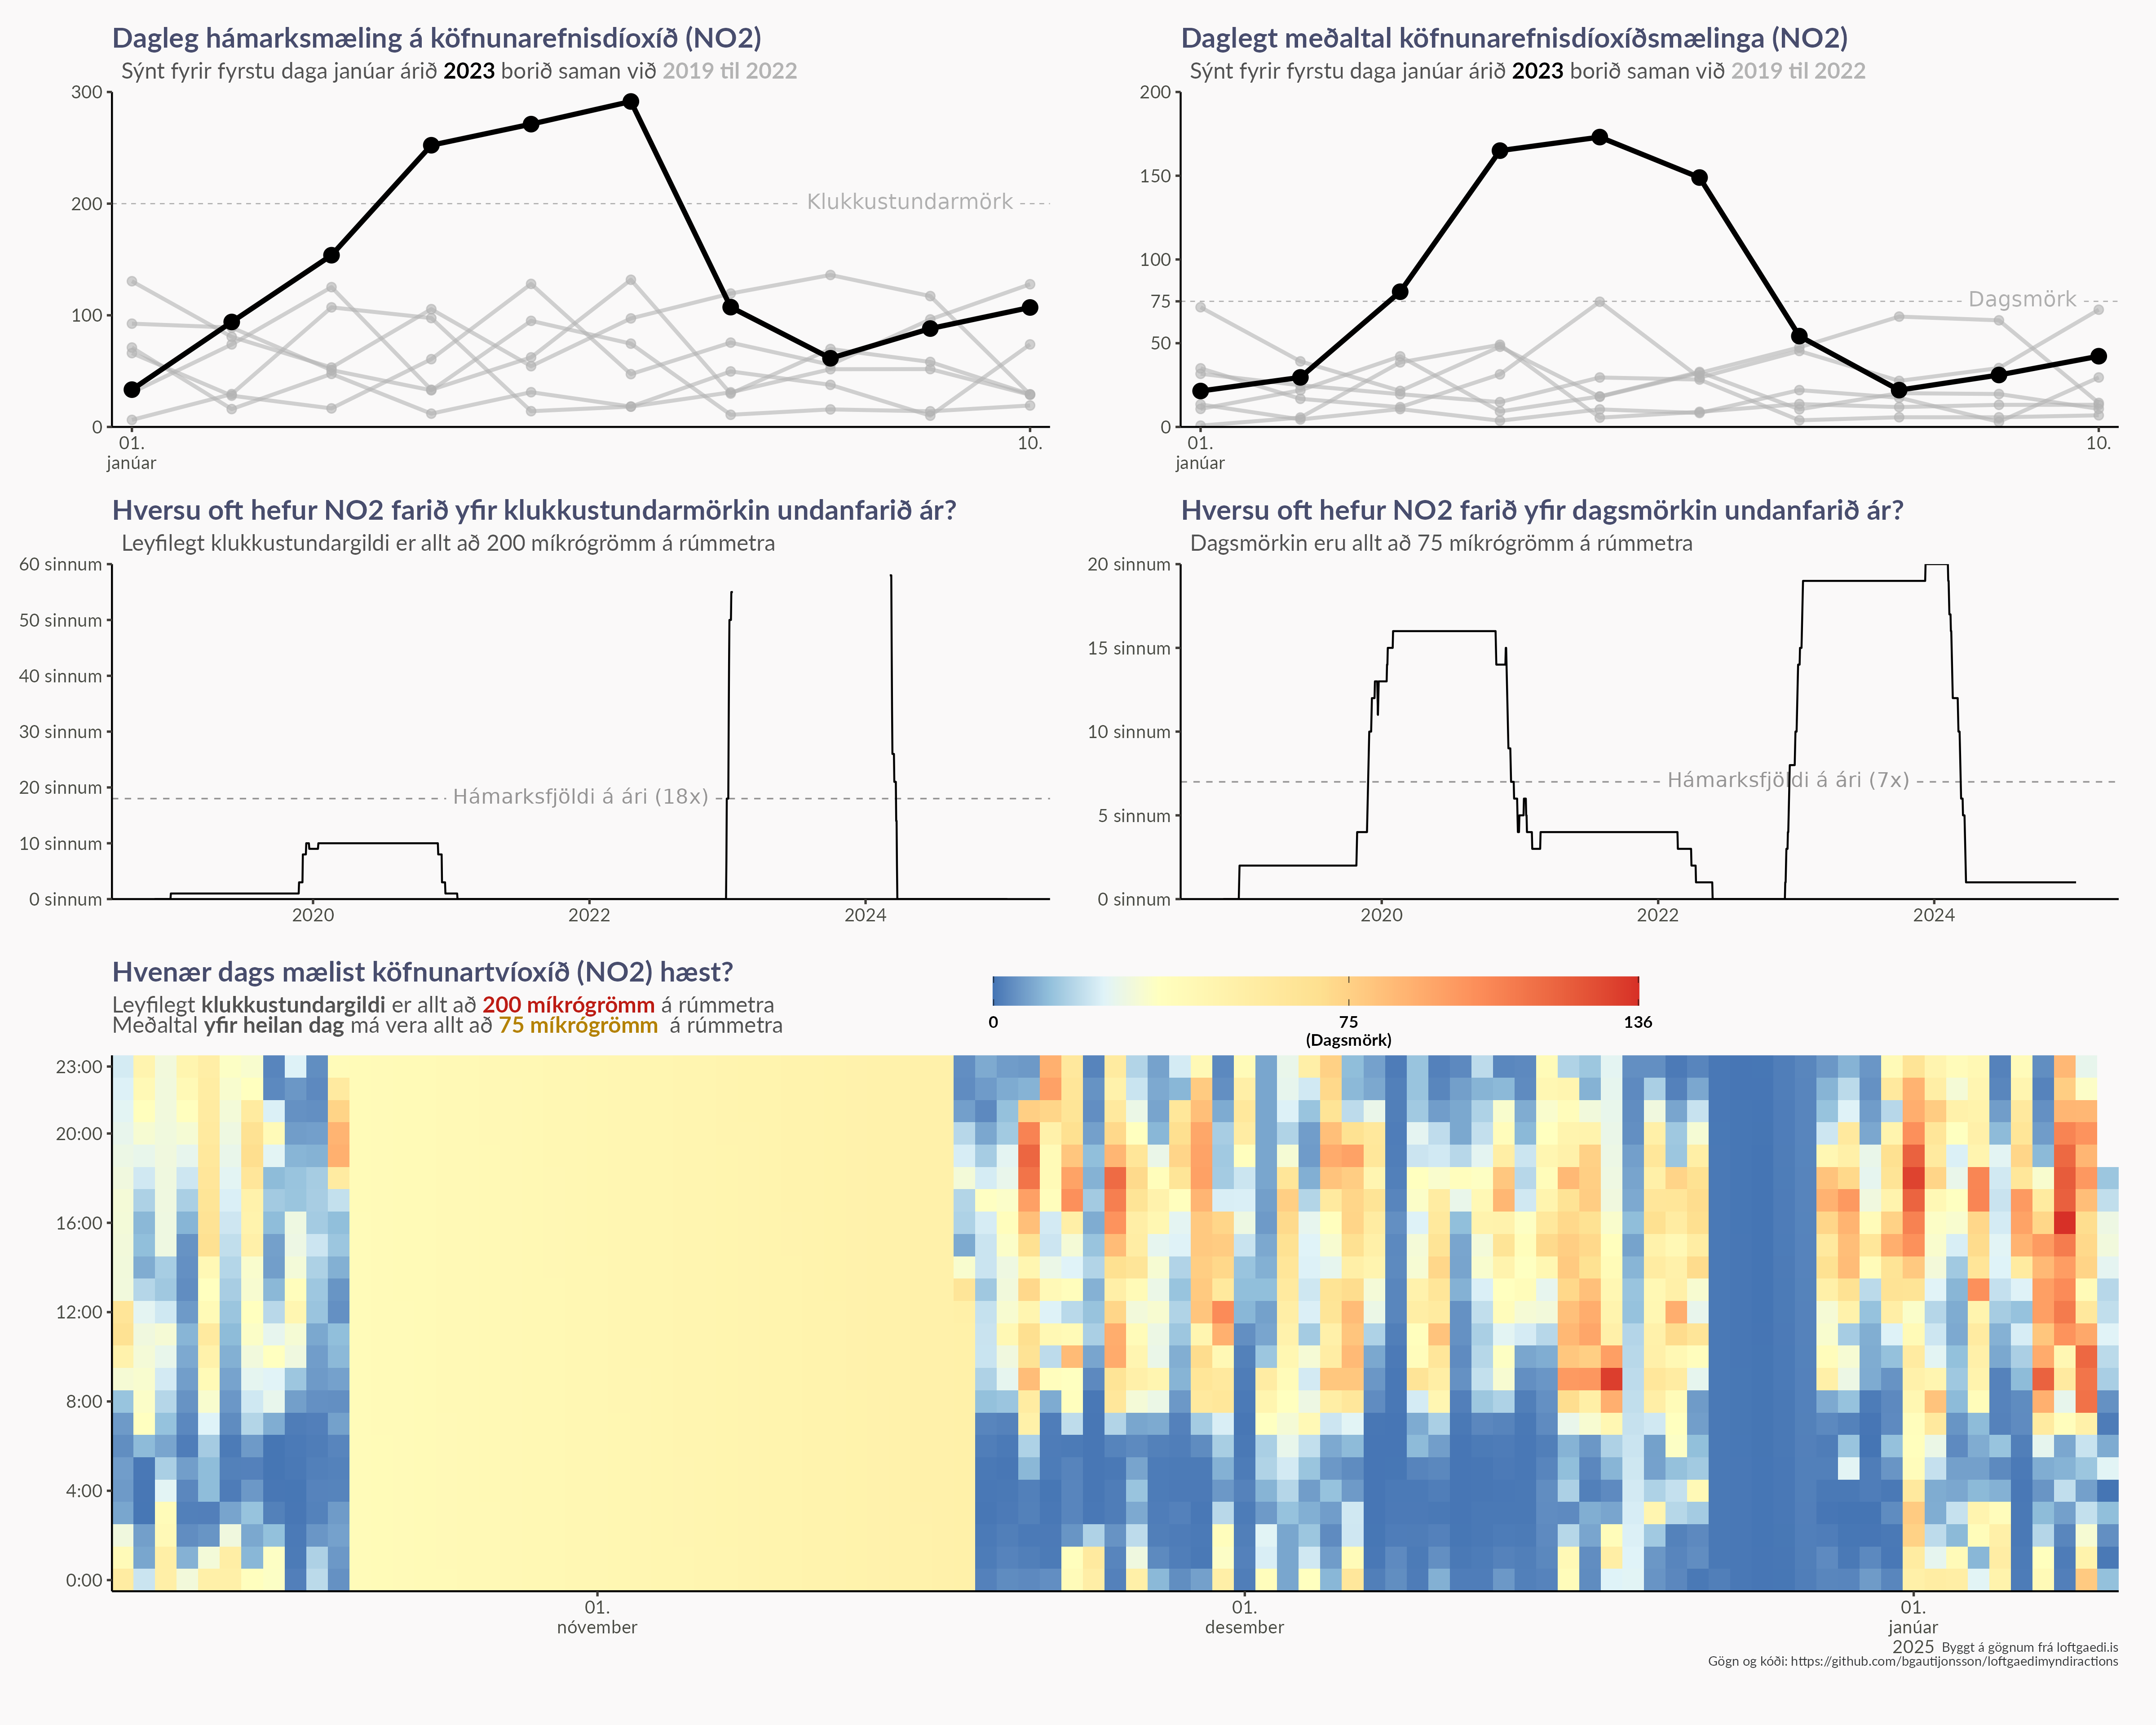 Dagleg hámarksmæling á köfnunarefnisdíoxíð (NO2)
Sýnt fyrir fyrstu daga janúar árið 2023 borið saman við 2019 til 2022
300
200
100
0
Klukkustundarmörk
01.
janúar
10.
Daglegt meðaltal köfnunarefnisdíoxíðsmælinga (NO2)
Sýnt fyrir fyrstu daga janúar árið 2023 borið saman við 2019 til 2022
200
150
100
75
50
0
Dagsmörk
01.
janúar
10.
Hversu oft hefur NO2 farið yfir klukkustundarmörkin undanfarið ár?
Leyfilegt klukkustundargildi er allt að 200 míkrógrömm á rúmmetra
60 sinnum
50 sinnum
40 sinnum
30 sinnum
20 sinnum
10 sinnum
0 sinnum
Hámarksfjöldi á ári (18x)
2020
2022
2024
Hversu oft hefur NO2 farið yfir dagsmörkin undanfarið ár?
Dagsmörkin eru allt að 75 míkrógrömm á rúmmetra
20 sinnum
15 sinnum
10 sinnum
5 sinnum
0 sinnum
Hámarksfjöldi á ári (7x)
2020
2022
2024
Hvenær dags mælist köfnunartvíoxíð (NO2) hæst?
Leyfilegt klukkustundargildi er allt að 200 míkrógrömm á rúmmetra
Meðaltal yfir heilan dag má vera allt að 75 míkrógrömm á rúmmetra
0
75
(Dagsmörk)
136
23:00
20:00
16:00
12:00
8:00
4:00
0:00
01.
nóvember
01.
desember
01.
janúar
2025
Byggt á gögnum frá loftgaedi.is
Gögn og kóði: https://github.com/bgautijonsson/loftgaedimyndiractions